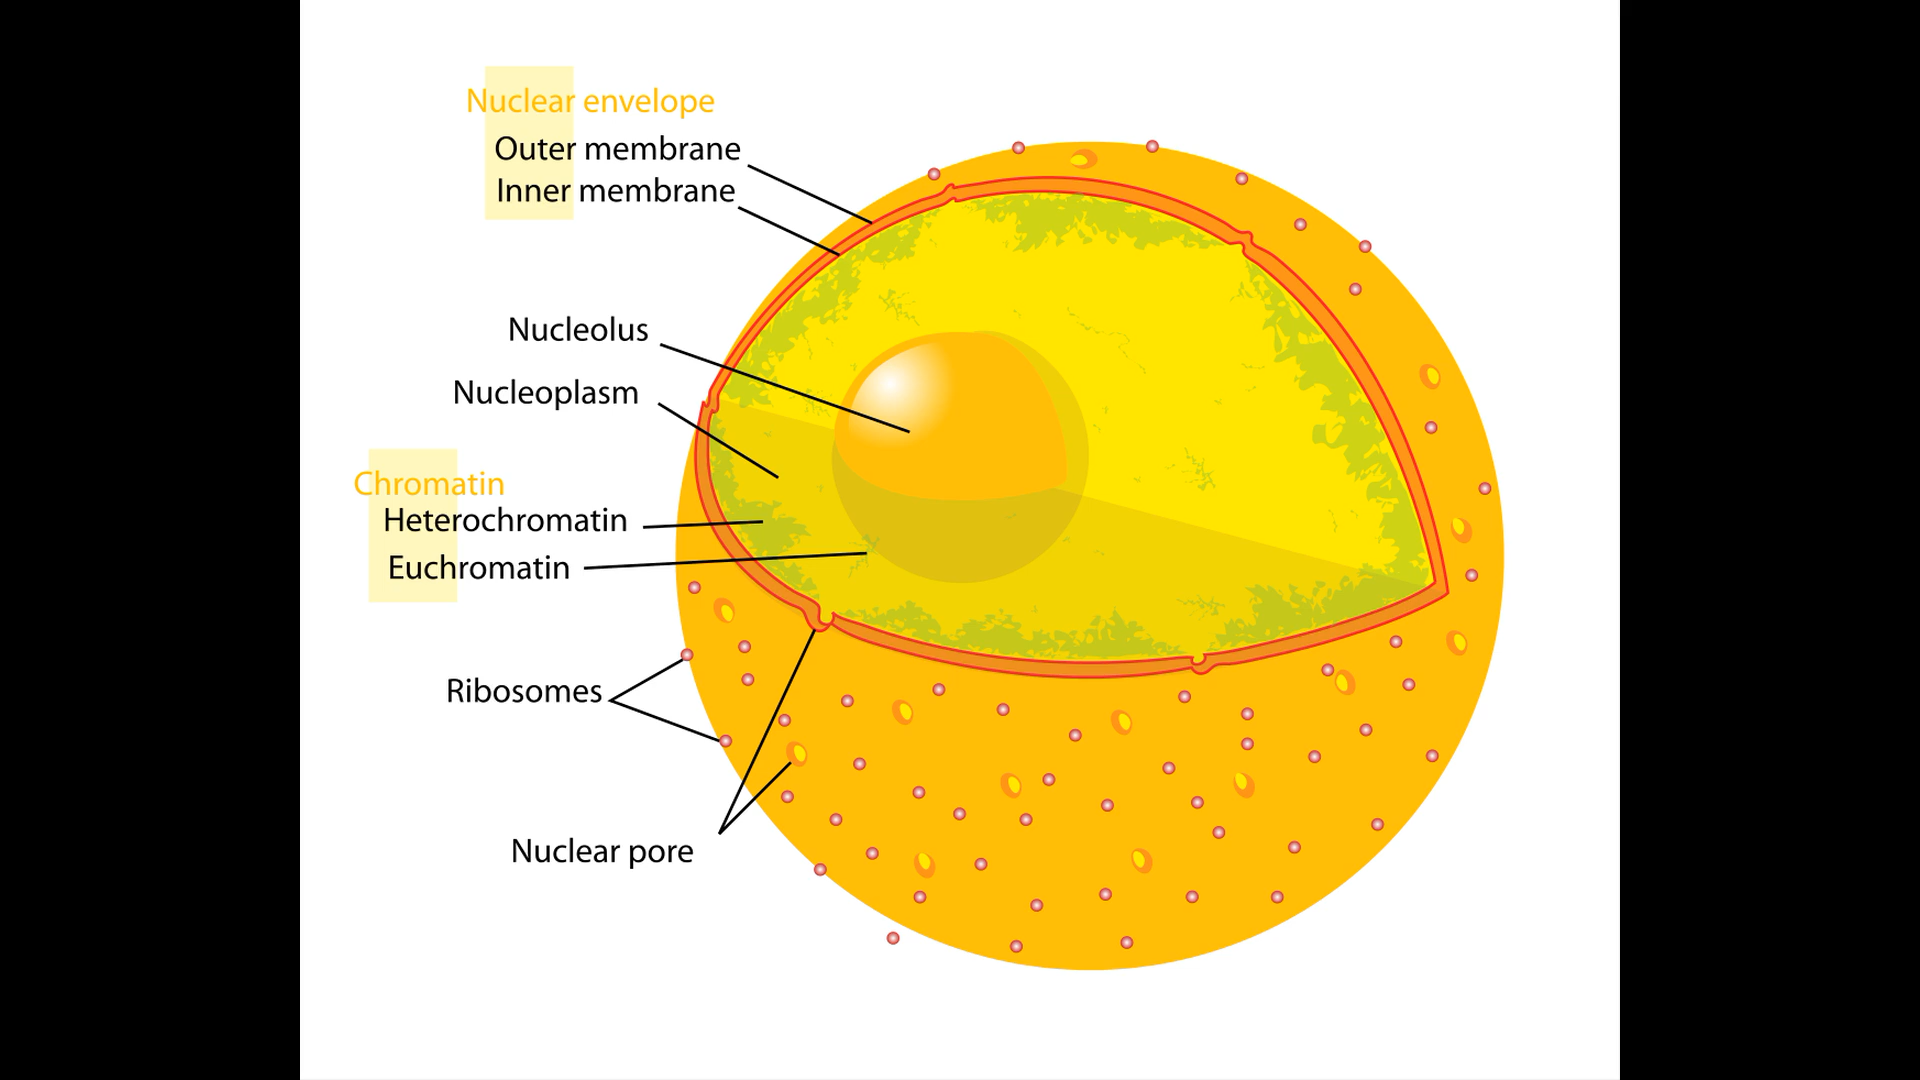 Nuclear envelope
Outer membrane
Inner membrane
Nucleolus
Nucleoplasm
Chromatin
Heterochromatin
Euchromatin
Ribosomes
Nuclear pore